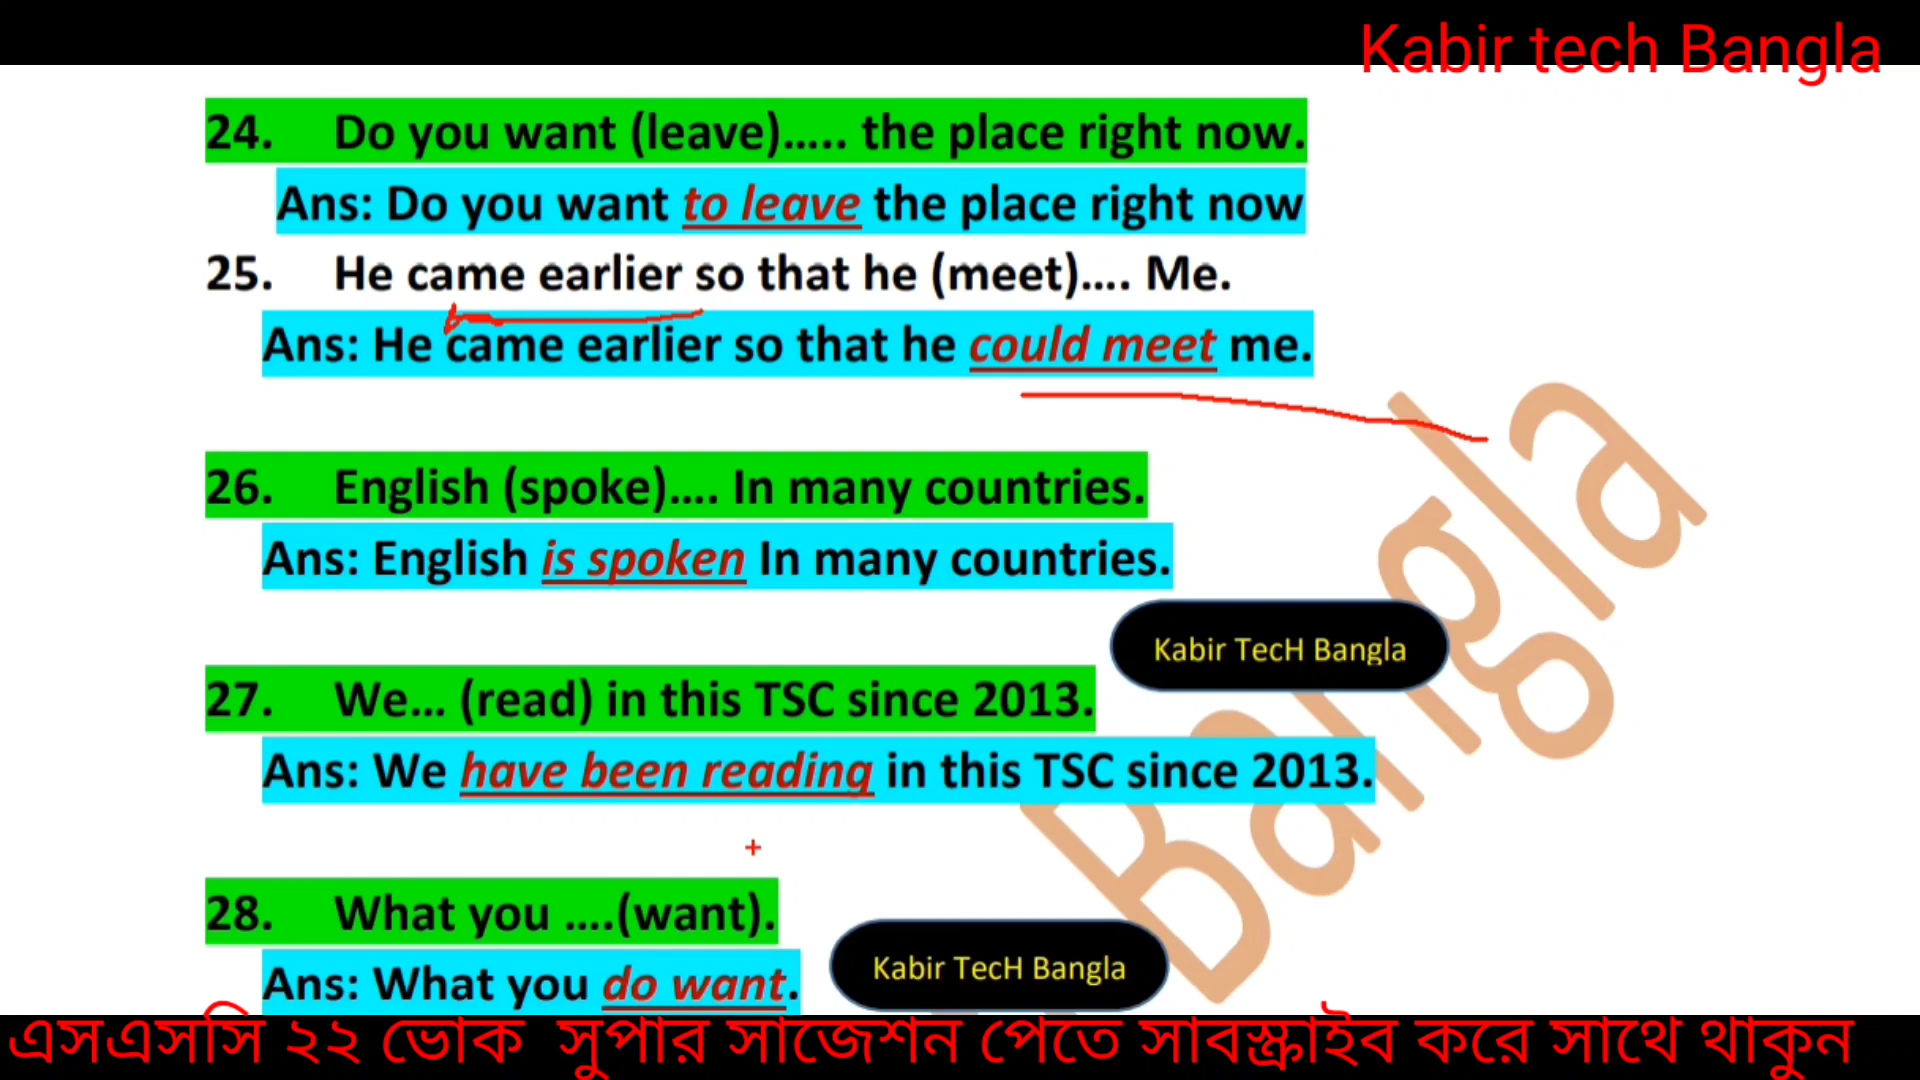 Kabir tech Bangla
24. Do you want (leave)..... the place right now.
Ans: Do you want to leave the place right now
25. He came earlier so that he (meet).... Me.
Ans: He came earlier so that he could meet me.
26. English (spoke).... In many countries.
Ans: English is spoken In many countries.
Kabir TecH Bangla
27. We... (read) in this TSC since 2013.
Ans: We have been reading in this TSC since 2013.
28. What you ....(want).
Ans: What you do want.
Kabir TecH Bangla
Bangla
এসএসসি ২২ ভোক সুপার সাজেশন পেতে সাবস্ক্রাইব করে সাথে থাকুন